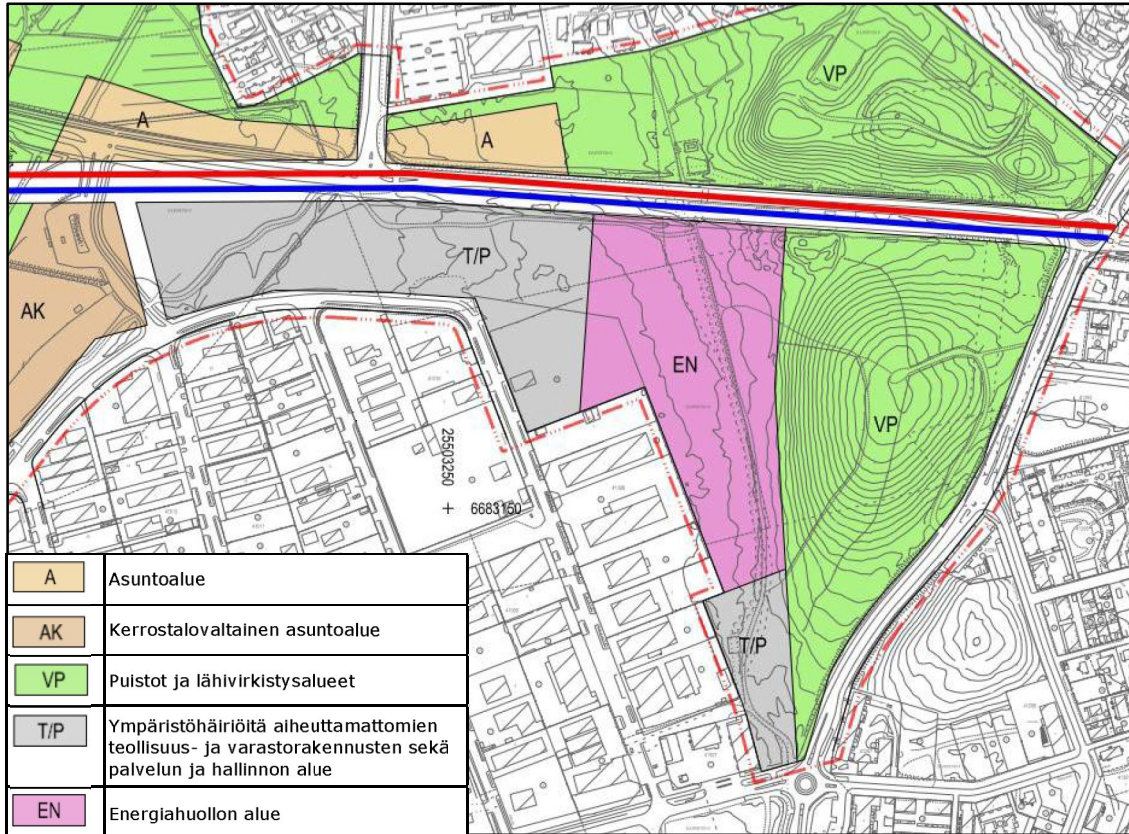 VP
A
A
T/P
AK
EN
VP
25503250
6683150
T/P
A Asuntoalue
AK Kerrostalovaltainen asuntoalue
VP Puistot ja lähivirkistysalueet
T/P Ympäristöhäiriöitä aiheuttamattomien
teollisuus- ja varastorakennusten sekä
palvelun ja hallinnon alue
EN Energiahuollon alue